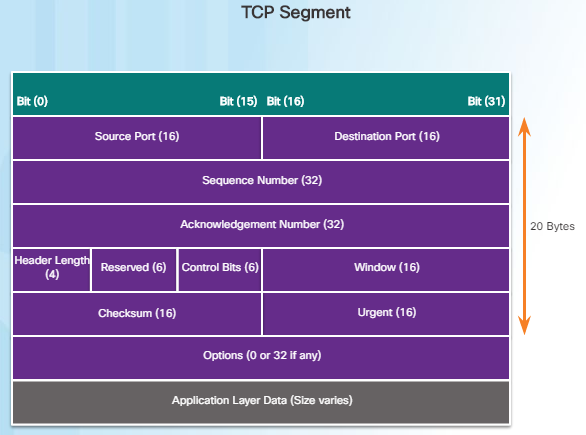 TCP Segment
Bit (0)
Bit (15)
Bit (16)
Bit (31)
Source Port (16)
Destination Port (16)
Sequence Number (32)
Acknowledgement Number (32)
20 Bytes
Header Length
(4)
Reserved (6)
Control Bits (6)
Window (16)
Checksum (16)
Urgent (16)
Options (0 or 32 if any)
Application Layer Data (Size varies)